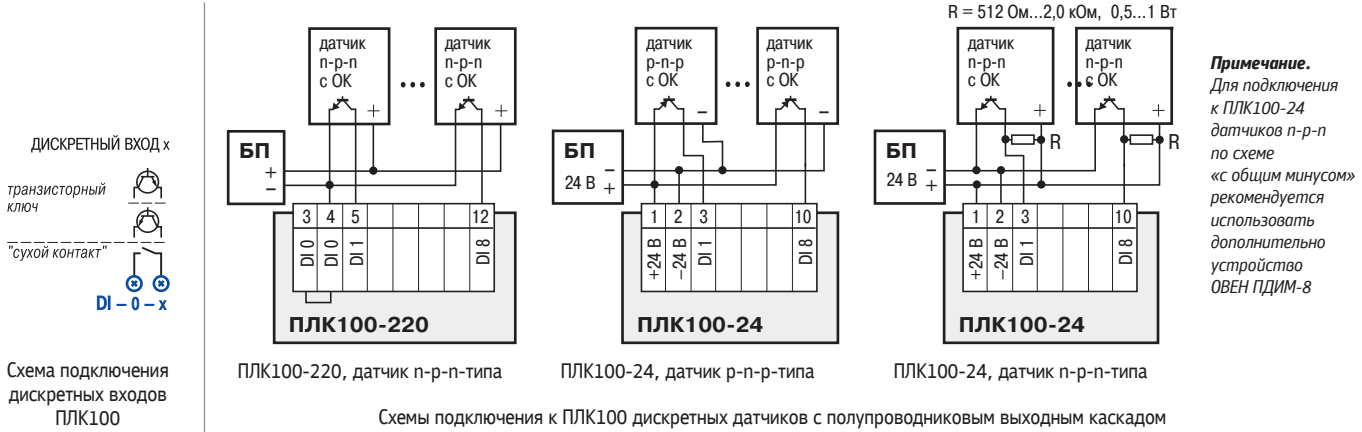 ДИСКРЕТНЫЙ ВХОД x
транзисторный
ключ
"сухой контакт"
DI – 0 – x
Схема подключения
дискретных входов
ПЛК100
датчик
n-p-n
с ОК
+
...
датчик
n-p-n
с ОК
+
БП
+
–
3 4 5 12
DI 0 DI 0 DI 1 DI 8
ПЛК100-220
ПЛК100-220, датчик n-p-n-типа
датчик
p-n-p
с ОК
–
...
датчик
p-n-p
с ОК
–
БП
–
24 В +
1 2 3 10
+24 В –24 В DI 1 DI 8
ПЛК100-24
ПЛК100-24, датчик p-n-p-типа
R = 512 Ом...2,0 кОм, 0,5...1 Вт
датчик
n-p-n
с ОК
+
R
...
датчик
n-p-n
с ОК
+
R
БП
–
24 В +
1 2 3 10
+24 В –24 В DI 1 DI 8
ПЛК100-24
ПЛК100-24, датчик n-p-n-типа
Примечание.
Для подключения
к ПЛК100-24
датчиков n-p-n
по схеме
«с общим минусом»
рекомендуется
использовать
дополнительно
устройство
ОВЕН ПДИМ-8
Схемы подключения к ПЛК100 дискретных датчиков с полупроводниковым выходным каскадом